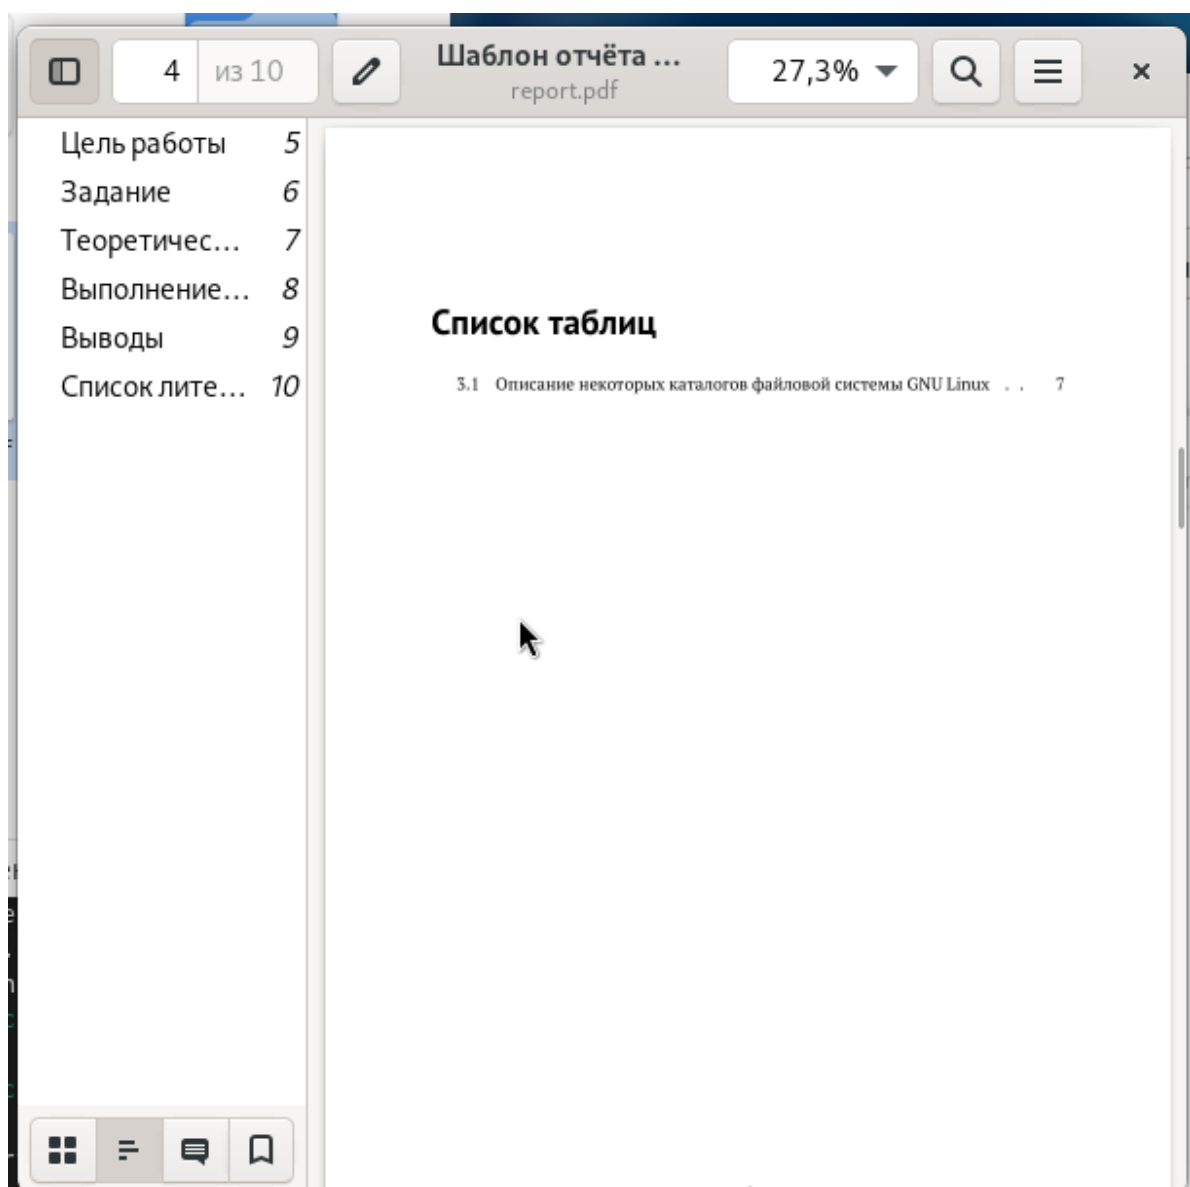 4 из 10
Шаблон отчёта ...
report.pdf
27,3%
Цель работы 5
Задание 6
Теоретичес... 7
Выполнение... 8
Выводы 9
Список лите... 10
Список таблиц
3.1 Описание некоторых каталогов файловой системы GNU Linux . . 7